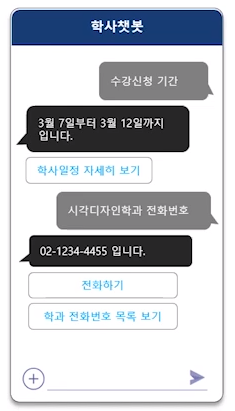 학사챗봇
수강신청 기간
3월 7일부터 3월 12일까지
입니다.
학사일정 자세히 보기
시각디자인학과 전화번호
02-1234-4455 입니다.
전화하기
학과 전화번호 목록 보기